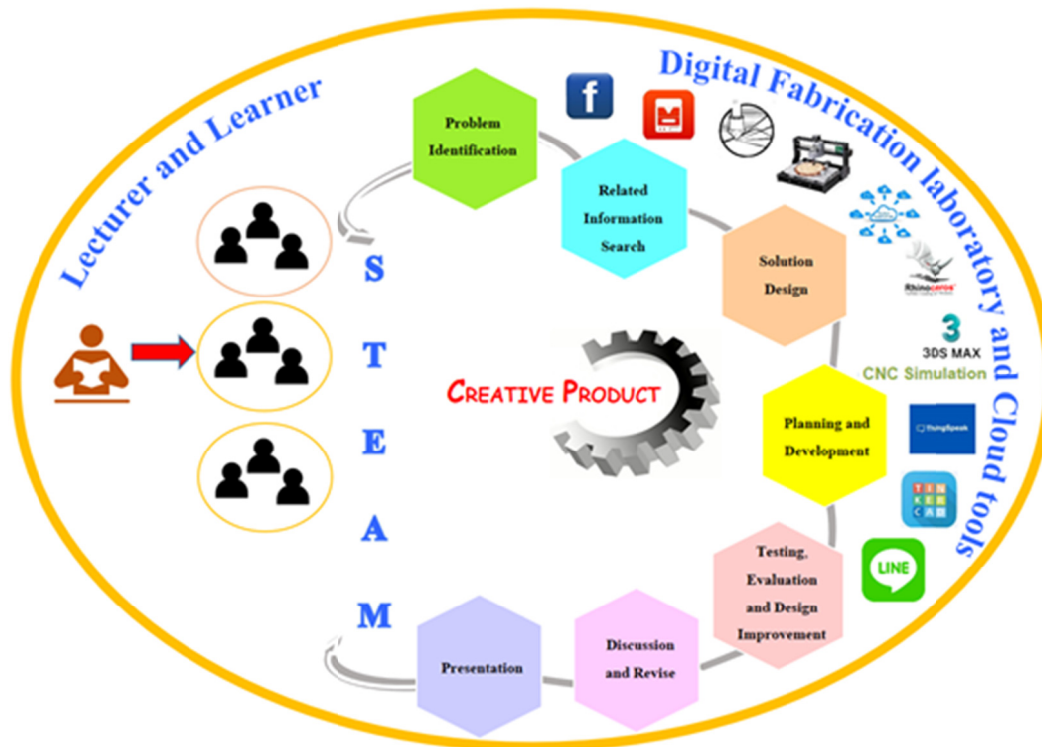 Lecturer and Learner
Digital Fabrication laboratory and Cloud tools
Problem
Identification
Related
Information
Search
Solution
Design
Planning and
Development
Testing,
Evaluation
and Design
Improvement
Discussion
and Revise
Presentation
S
T
E
A
M
CREATIVE PRODUCT
f
Rhinoceros
3
3DS MAX
CNC Simulation
ThingSpeak
TIN
KER
CAD
LINE